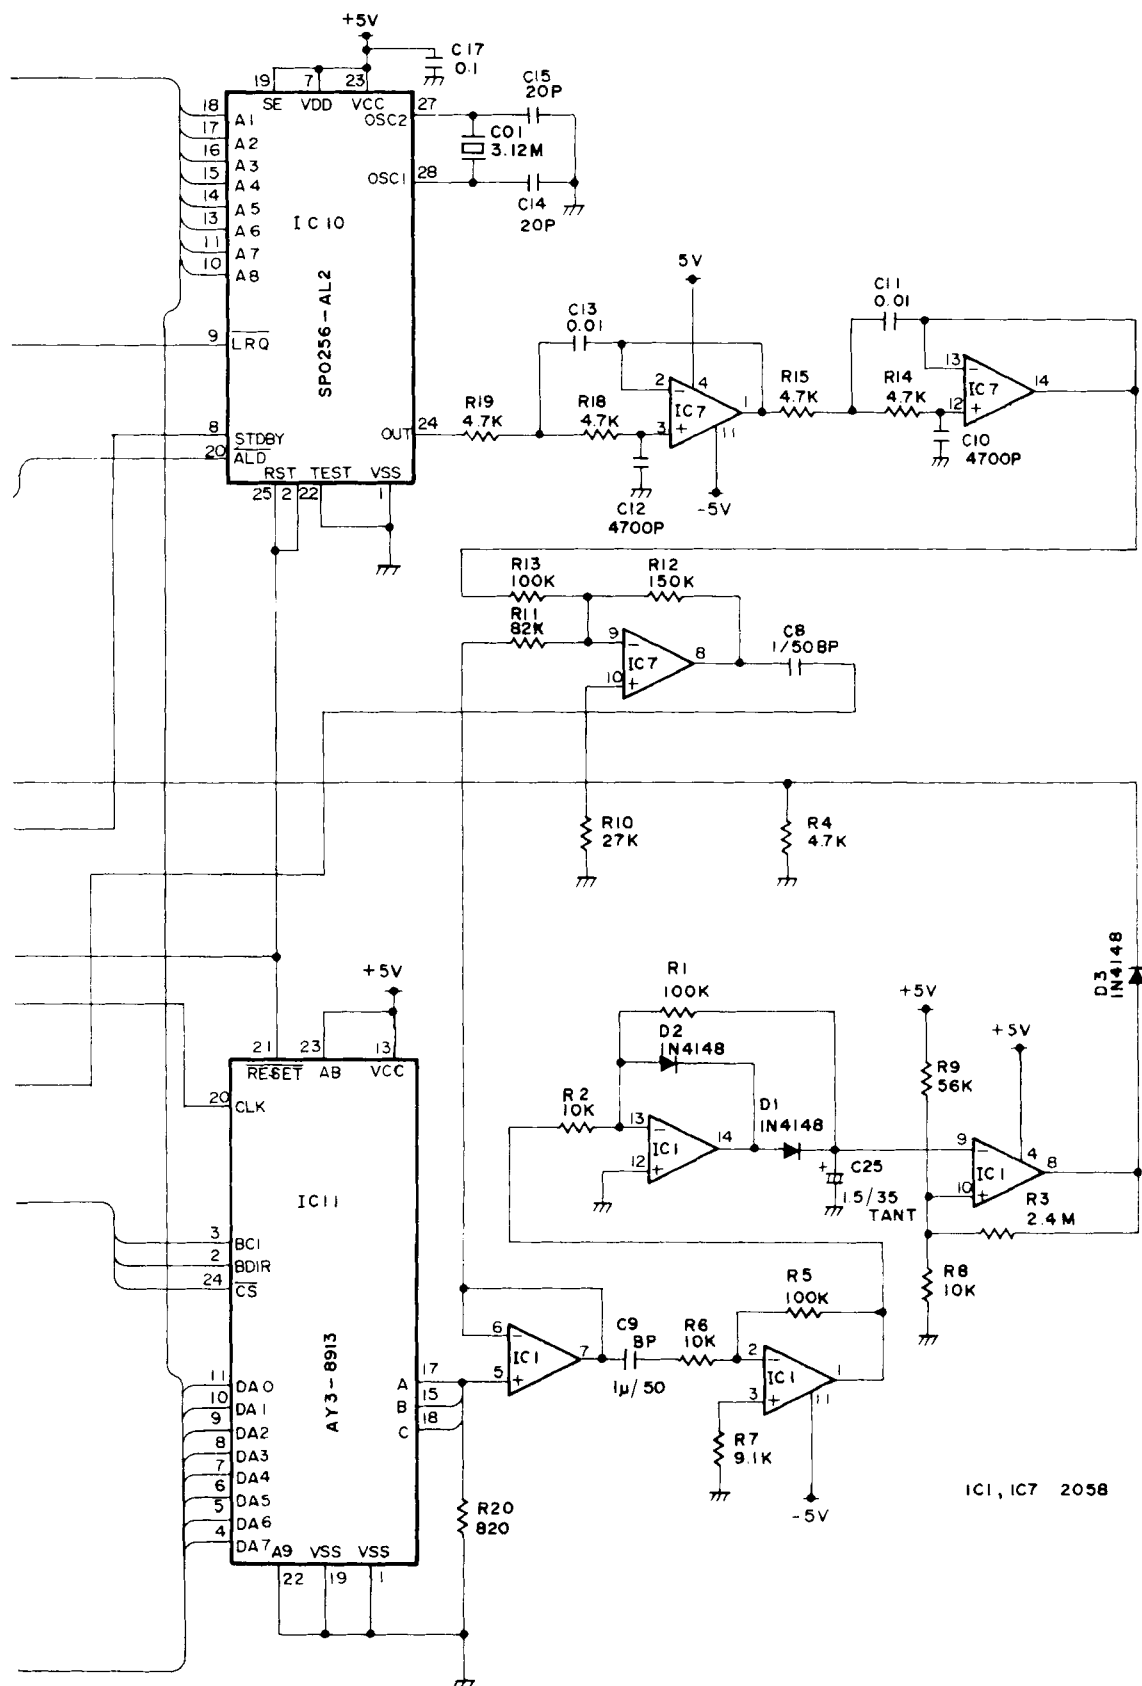 +5V
C17
0.1
19
7
23
SE
VDD
VCC
C15
20P
27
OSC2
18
A1
17
A2
16
A3
15
A4
14
A5
13
A6
11
A7
10
A8
CO1
3.12M
28
OSC1
C14
20P
IC10
SPO256-AL2
9
LRQ
8
STDBY
20
ALD
OUT
24
RST
TEST
VSS
25
2
22
1
R19
4.7K
C13
0.01
R18
4.7K
5V
2
-
4
IC7
1
3
+
11
-5V
C12
4700P
R15
4.7K
C11
0.01
R14
4.7K
13
-
IC7
14
12
+
C10
4700P
R13
100K
R12
150K
R11
82K
9
-
IC7
8
10
+
C8
1/50BP
R10
27K
R4
4.7K
D3
1N4148
+5V
21
23
13
RESET
AB
VCC
20
CLK
R1
100K
D2
1N4148
R2
10K
13
-
IC1
14
12
+
D1
1N4148
+
C25
1.5/35
TANT
+5V
+5V
R9
56K
9
-
4
IC1
8
10
+
R3
2.4M
R8
10K
IC11
AY3-8913
3
BC1
2
BDIR
24
CS
6
-
IC1
7
5
+
C9
BP
1µ/50
R6
10K
R5
100K
2
-
IC1
1
3
+
11
R7
9.1K
-5V
17
A
15
B
18
C
11
DA0
10
DA1
9
DA2
8
DA3
7
DA4
6
DA5
5
DA6
4
DA7
R20
820
A9
VSS
VSS
22
19
1
IC1, IC7 2058